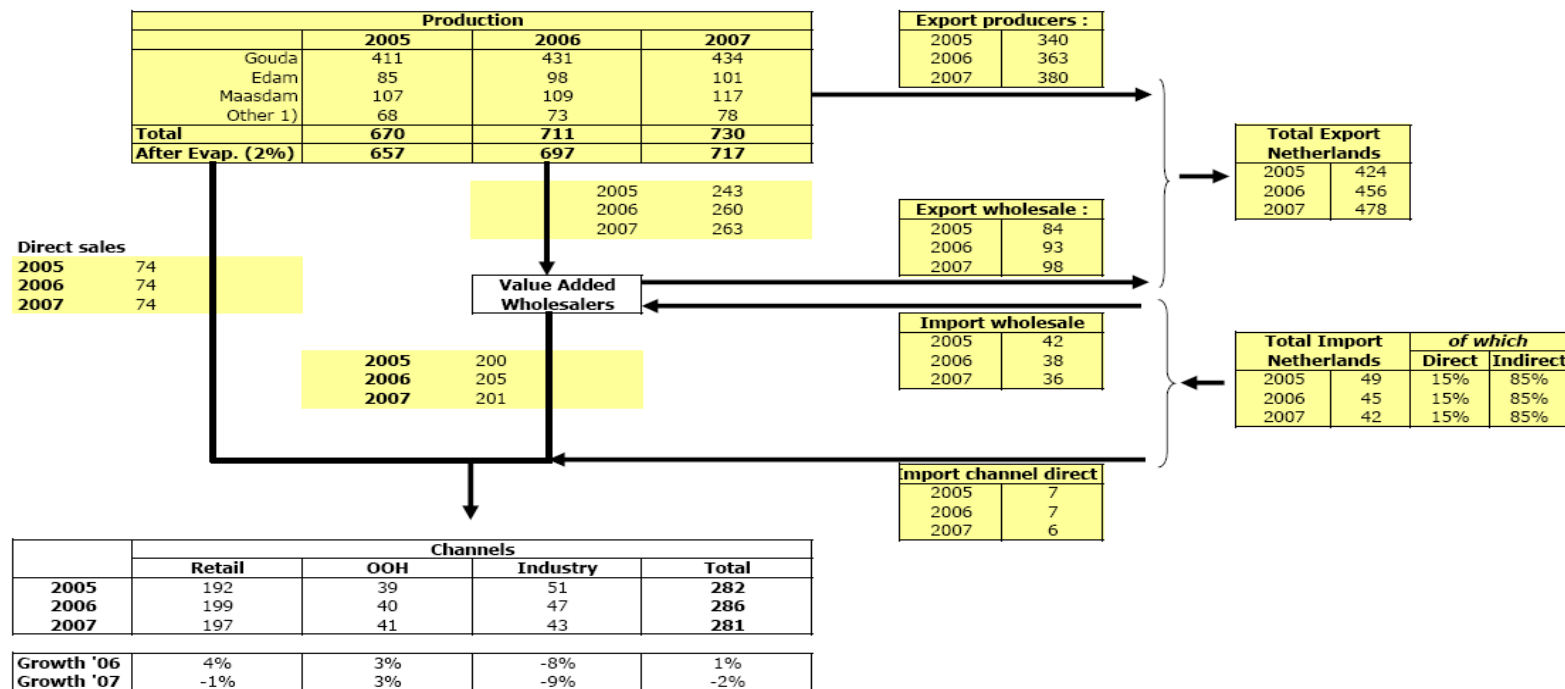 Production
2005 2006 2007
Gouda 411 431 434
Edam 85 98 101
Maasdam 107 109 117
Other 1) 68 73 78
Total 670 711 730
After Evap. (2%) 657 697 717
Export producers :
2005 340
2006 363
2007 380
Total Export
Netherlands
2005 424
2006 456
2007 478
2005 243
2006 260
2007 263
Export wholesale :
2005 84
2006 93
2007 98
Direct sales
2005 74
2006 74
2007 74
Value Added
Wholesalers
Import wholesale
2005 42
2006 38
2007 36
Total Import of which
Netherlands Direct Indirect
2005 49 15% 85%
2006 45 15% 85%
2007 42 15% 85%
2005 200
2006 205
2007 201
Import channel direct
2005 7
2006 7
2007 6
Channels
Retail OOH Industry Total
2005 192 39 51 282
2006 199 40 47 286
2007 197 41 43 281
Growth '06 4% 3% -8% 1%
Growth '07 -1% 3% -9% -2%